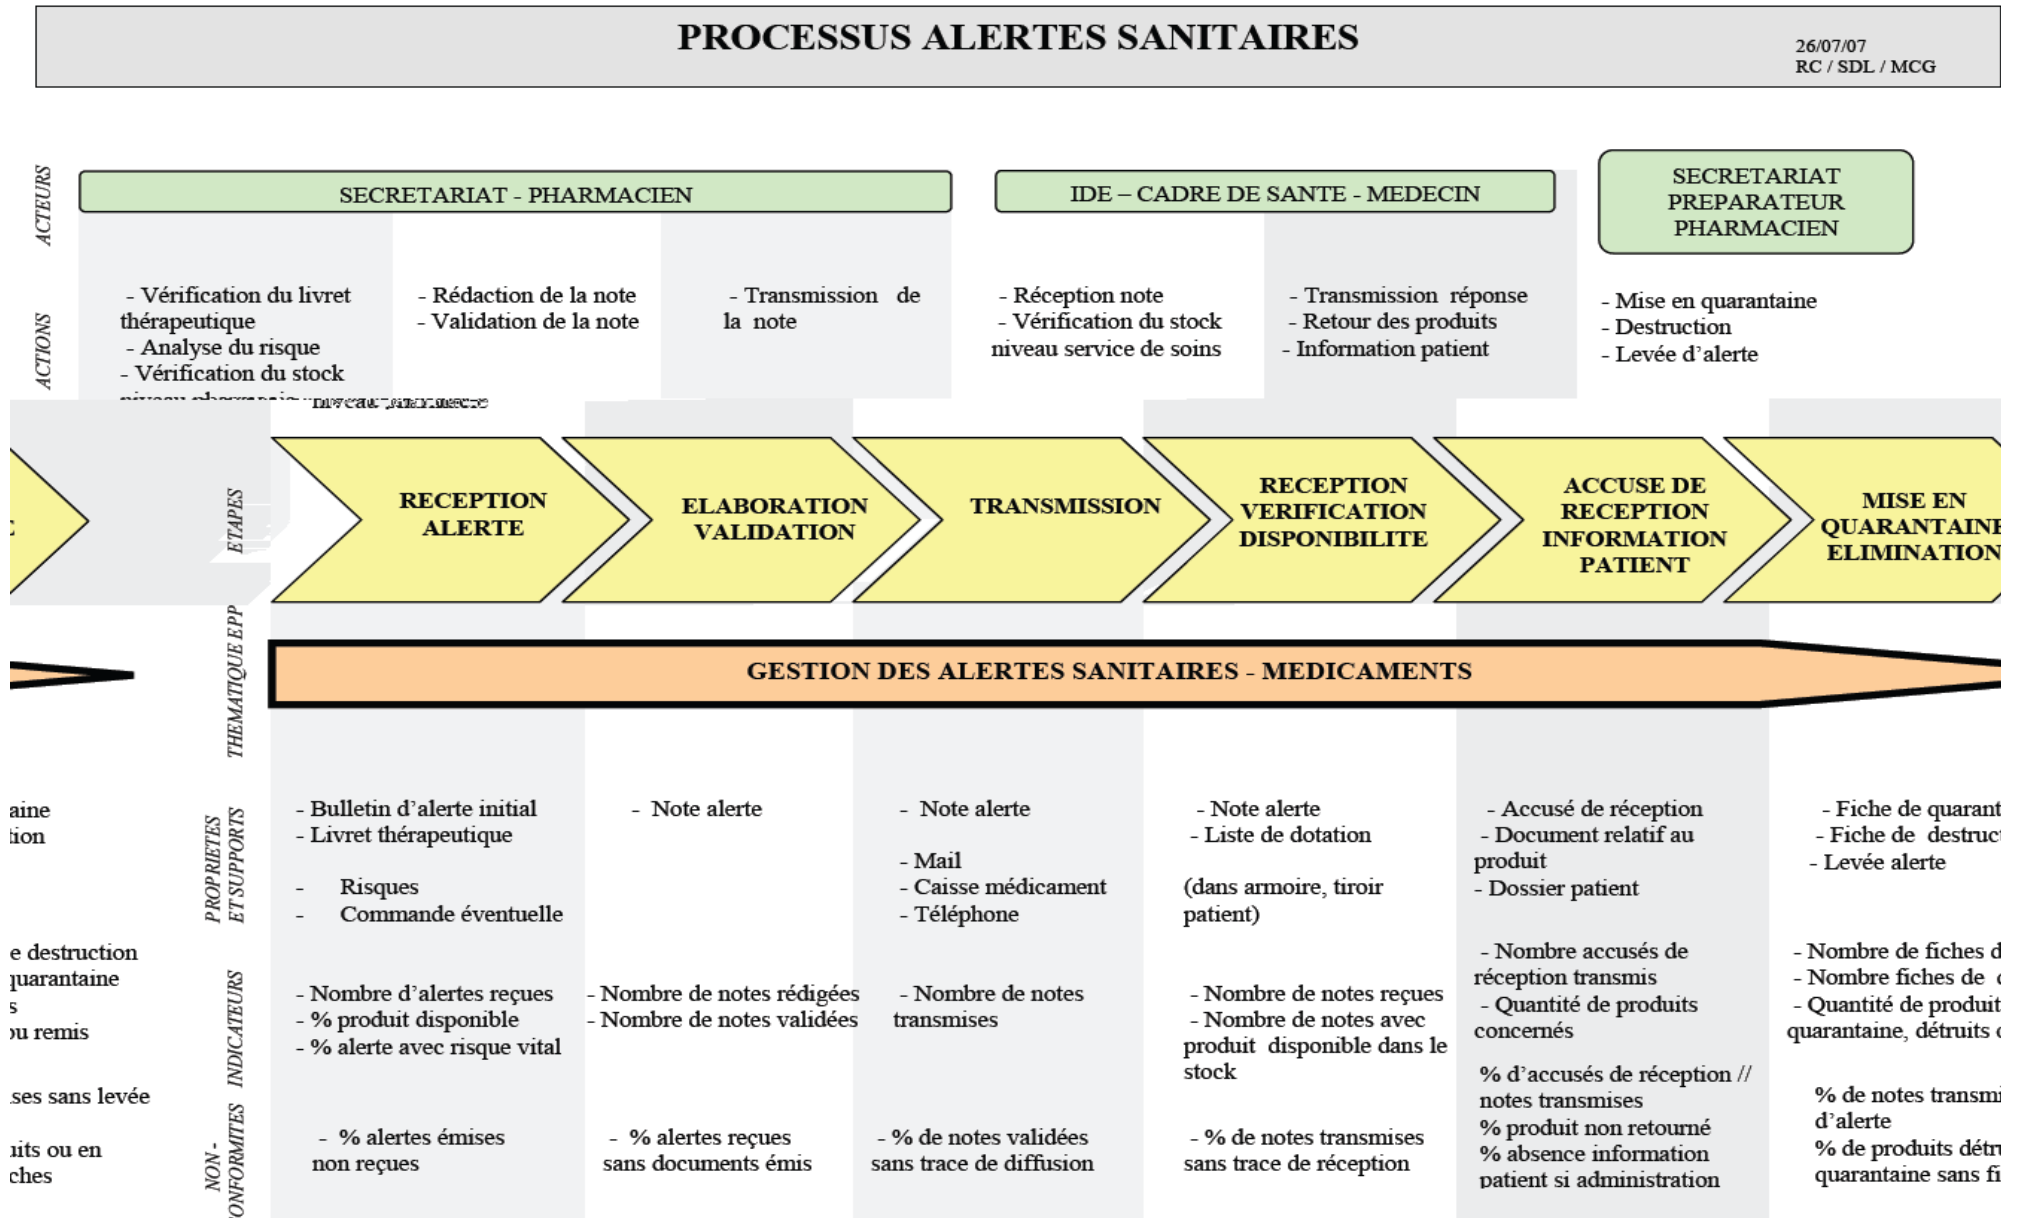 PROCESSUS ALERTES SANITAIRES
26/07/07
RC / SDL / MCG
ACTEURS
SECRETARIAT - PHARMACIEN
IDE – CADRE DE SANTE - MEDECIN
SECRETARIAT
PREPARATEUR
PHARMACIEN
ACTIONS
- Vérification du livret
thérapeutique
- Analyse du risque
- Vérification du stock
niveau pharmacie
- Rédaction de la note
- Validation de la note
- Transmission de
la note
- Réception note
- Vérification du stock
niveau service de soins
- Transmission réponse
- Retour des produits
- Information patient
- Mise en quarantaine
- Destruction
- Levée d’alerte
ETAPES
RECEPTION
ALERTE
ELABORATION
VALIDATION
TRANSMISSION
RECEPTION
VERIFICATION
DISPONIBILITE
ACCUSE DE
RECEPTION
INFORMATION
PATIENT
MISE EN
QUARANTAINE
ELIMINATION
THEMATIQUE EPP
GESTION DES ALERTES SANITAIRES - MEDICAMENTS
aine
tion
PROPRIETES
ET SUPPORTS
- Bulletin d’alerte initial
- Livret thérapeutique
- Risques
- Commande éventuelle
- Note alerte
- Note alerte
- Mail
- Caisse médicament
- Téléphone
- Note alerte
- Liste de dotation
(dans armoire, tiroir
patient)
- Accusé de réception
- Document relatif au
produit
- Dossier patient
- Fiche de quarant
- Fiche de destruc
- Levée alerte
e destruction
quarantaine
s
ou remis
INDICATEURS
- Nombre d’alertes reçues
- % produit disponible
- % alerte avec risque vital
- Nombre de notes rédigées
- Nombre de notes validées
- Nombre de notes
transmises
- Nombre de notes reçues
- Nombre de notes avec
produit disponible dans le
stock
- Nombre accusés de
réception transmis
- Quantité de produits
concernés
- Nombre de fiches d
- Nombre fiches de
- Quantité de produit
quarantaine, détruits
ses sans levée
uits ou en
ches
NON -
CONFORMITES
- % alertes émises
non reçues
- % alertes reçues
sans documents émis
- % de notes validées
sans trace de diffusion
- % de notes transmises
sans trace de réception
% d’accusés de réception //
notes transmises
% produit non retourné
% absence information
patient si administration
% de notes transmi
d’alerte
% de produits détru
quarantaine sans fi